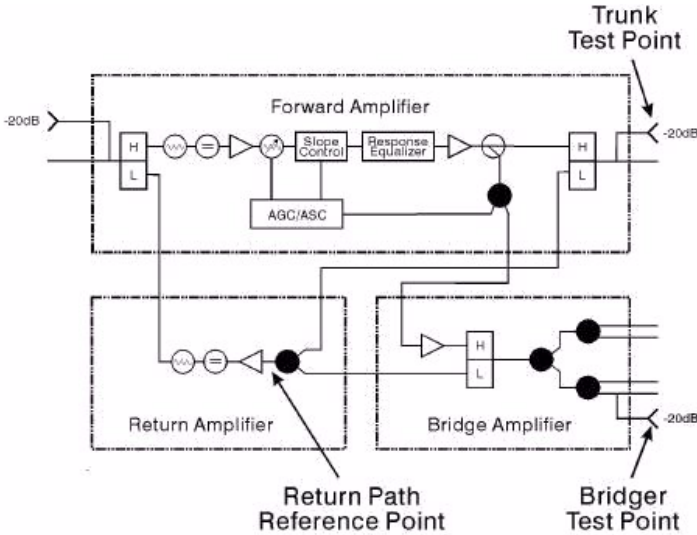 Trunk
Test Point
Forward Amplifier
-20dB
-20dB
H
L
Slope
Control
Response
Equalizer
H
L
AGC/ASC
H
L
Return Amplifier
Bridge Amplifier
-20dB
Return Path
Reference Point
Bridger
Test Point